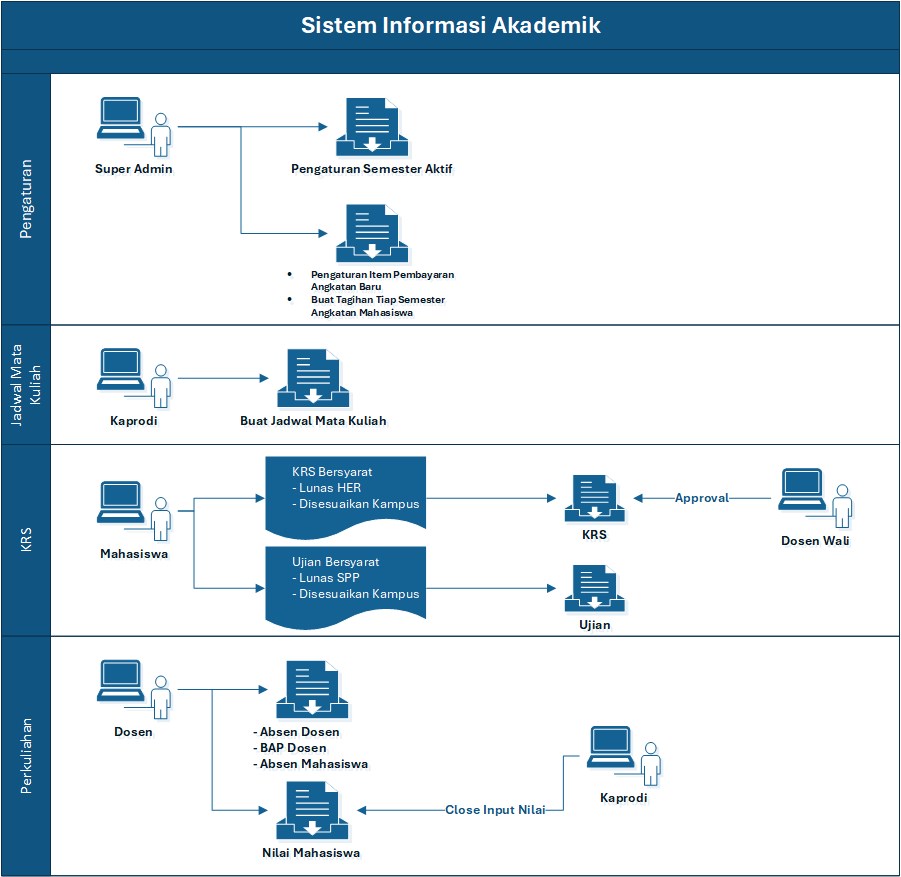 Sistem Informasi Akademik
Pengaturan
Super Admin
Pengaturan Semester Aktif
• Pengaturan Item Pembayaran
Angkatan Baru
• Buat Tagihan Tiap Semester
Angkatan Mahasiswa
Jadwal Mata
Kuliah
Kaprodi
Buat Jadwal Mata Kuliah
KRS
Mahasiswa
KRS Bersyarat
- Lunas HER
- Disesuaikan Kampus
KRS
Approval
Dosen Wali
Ujian Bersyarat
- Lunas SPP
- Disesuaikan Kampus
Ujian
Perkuliahan
Dosen
- Absen Dosen
- BAP Dosen
- Absen Mahasiswa
Nilai Mahasiswa
Close Input Nilai
Kaprodi